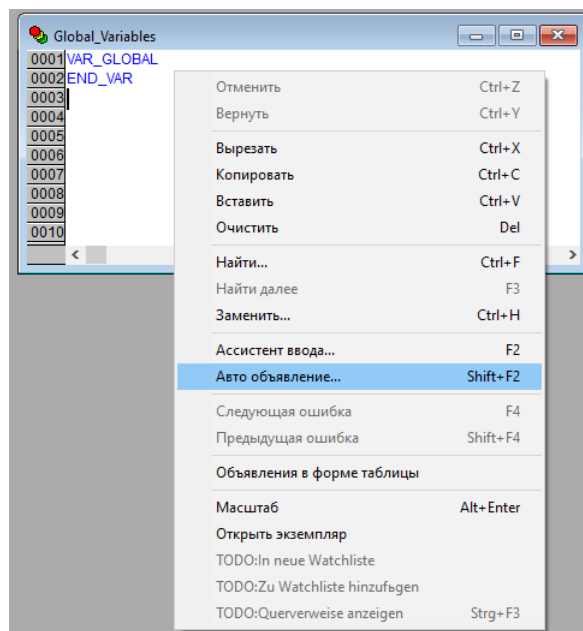 Global_Variables
0001 VAR_GLOBAL
0002 END_VAR
0003
0004
0005
0006
0007
0008
0009
0010
Отменить Ctrl+Z
Вернуть Ctrl+Y
Вырезать Ctrl+X
Копировать Ctrl+C
Вставить Ctrl+V
Очистить Del
Найти... Ctrl+F
Найти далее F3
Заменить... Ctrl+H
Ассистент ввода... F2
Авто объявление... Shift+F2
Следующая ошибка F4
Предыдущая ошибка Shift+F4
Объявления в форме таблицы
Масштаб Alt+Enter
Открыть экземпляр
TODO:In neue Watchliste
TODO:Zu Watchliste hinzufьgen
TODO:Querverweise anzeigen Strg+F3